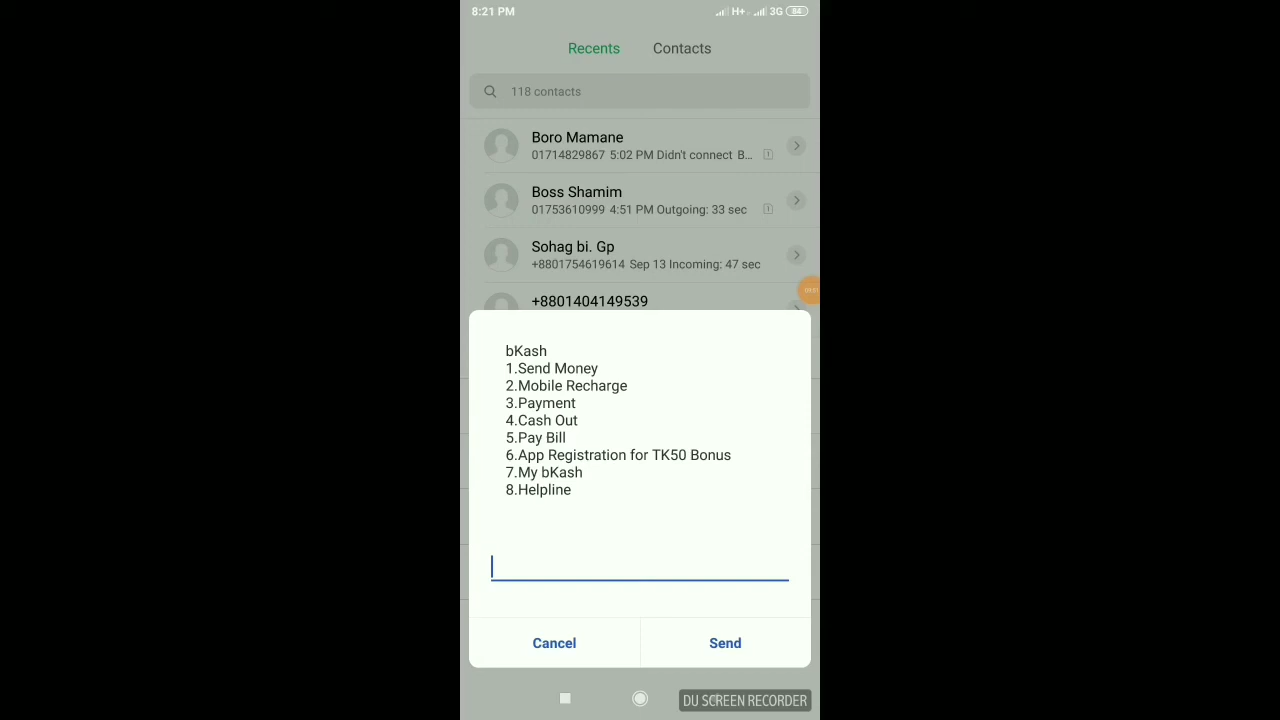 8:21 PM H+ 3G 84
Recents Contacts
118 contacts
Boro Mamane
01714829867 5:02 PM Didn't connect B... 1
Boss Shamim
01753610999 4:51 PM Outgoing: 33 sec 1
Sohag bi. Gp
+8801754619614 Sep 13 Incoming: 47 sec
+8801404149539
bKash
1.Send Money
2.Mobile Recharge
3.Payment
4.Cash Out
5.Pay Bill
6.App Registration for TK50 Bonus
7.My bKash
8.Helpline
Cancel Send
DU SCREEN RECORDER